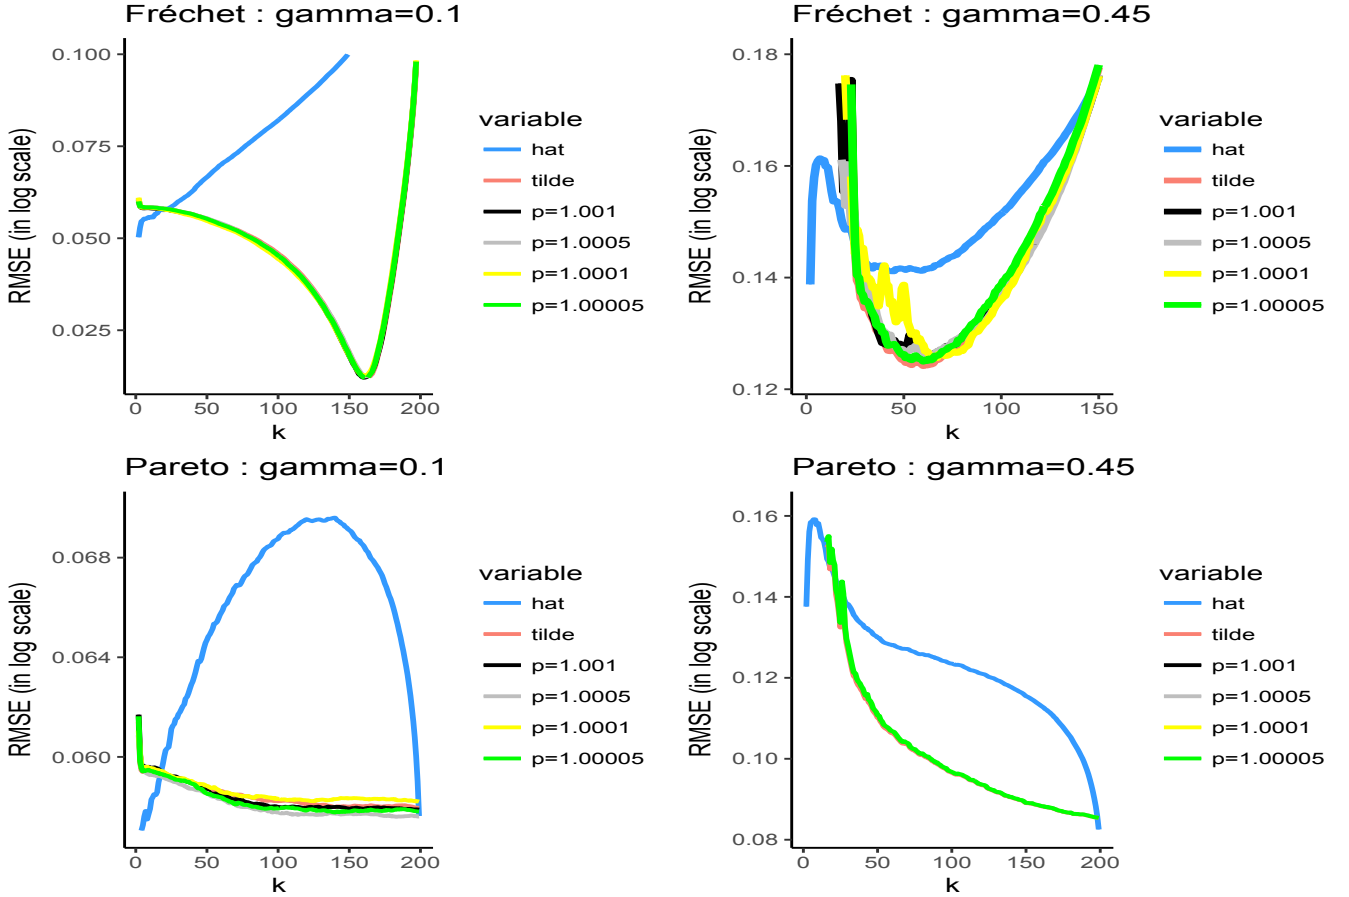 Fréchet : gamma=0.1
RMSE (in log scale)
0.100
0.075
0.050
0.025
0 50 100 150 200
k
variable
hat
tilde
p=1.001
p=1.0005
p=1.0001
p=1.00005
Fréchet : gamma=0.45
RMSE (in log scale)
0.18
0.16
0.14
0.12
0 50 100 150
k
variable
hat
tilde
p=1.001
p=1.0005
p=1.0001
p=1.00005
Pareto : gamma=0.1
RMSE (in log scale)
0.068
0.064
0.060
0 50 100 150 200
k
variable
hat
tilde
p=1.001
p=1.0005
p=1.0001
p=1.00005
Pareto : gamma=0.45
RMSE (in log scale)
0.16
0.14
0.12
0.10
0.08
0 50 100 150 200
k
variable
hat
tilde
p=1.001
p=1.0005
p=1.0001
p=1.00005